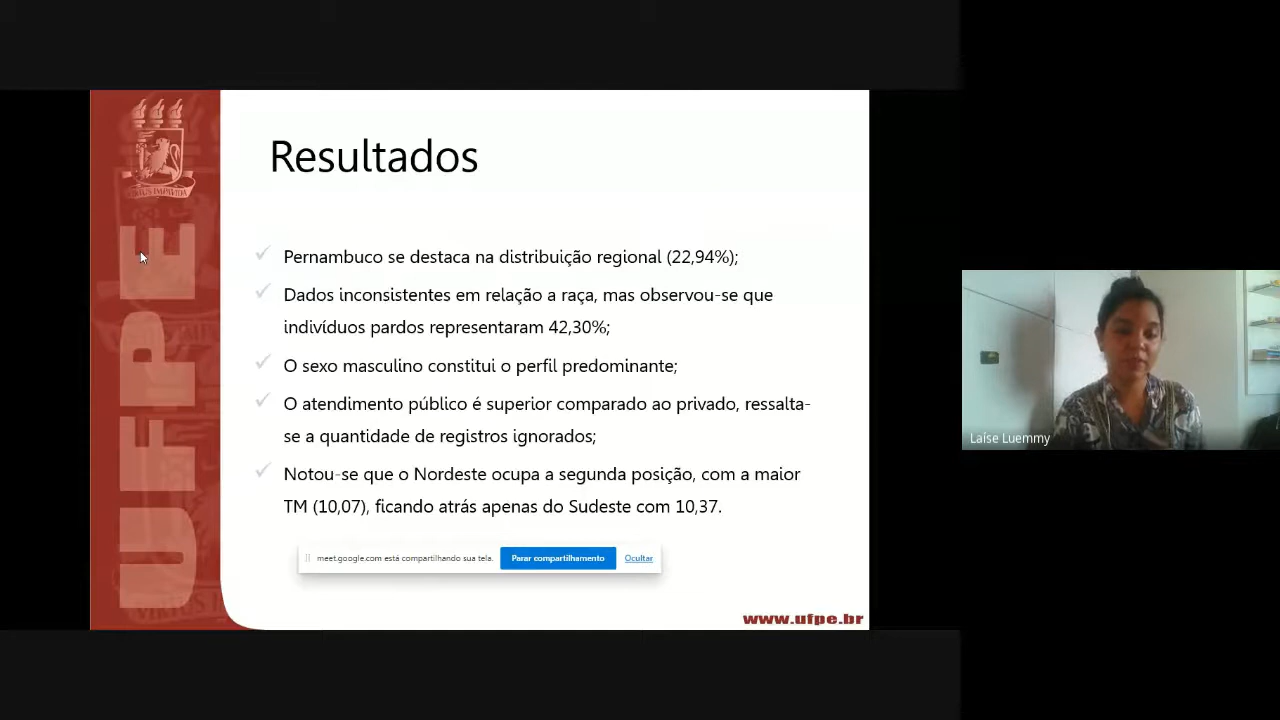 VIRTUS IMPAVIDA
UFPE
Resultados
Pernambuco se destaca na distribuição regional (22,94%);
Dados inconsistentes em relação a raça, mas observou-se que
indivíduos pardos representaram 42,30%;
O sexo masculino constitui o perfil predominante;
O atendimento público é superior comparado ao privado, ressalta-
se a quantidade de registros ignorados;
Notou-se que o Nordeste ocupa a segunda posição, com a maior
TM (10,07), ficando atrás apenas do Sudeste com 10,37.
meet.google.com está compartilhando sua tela.
Parar compartilhamento
Ocultar
www.ufpe.br
Laíse Luemmy